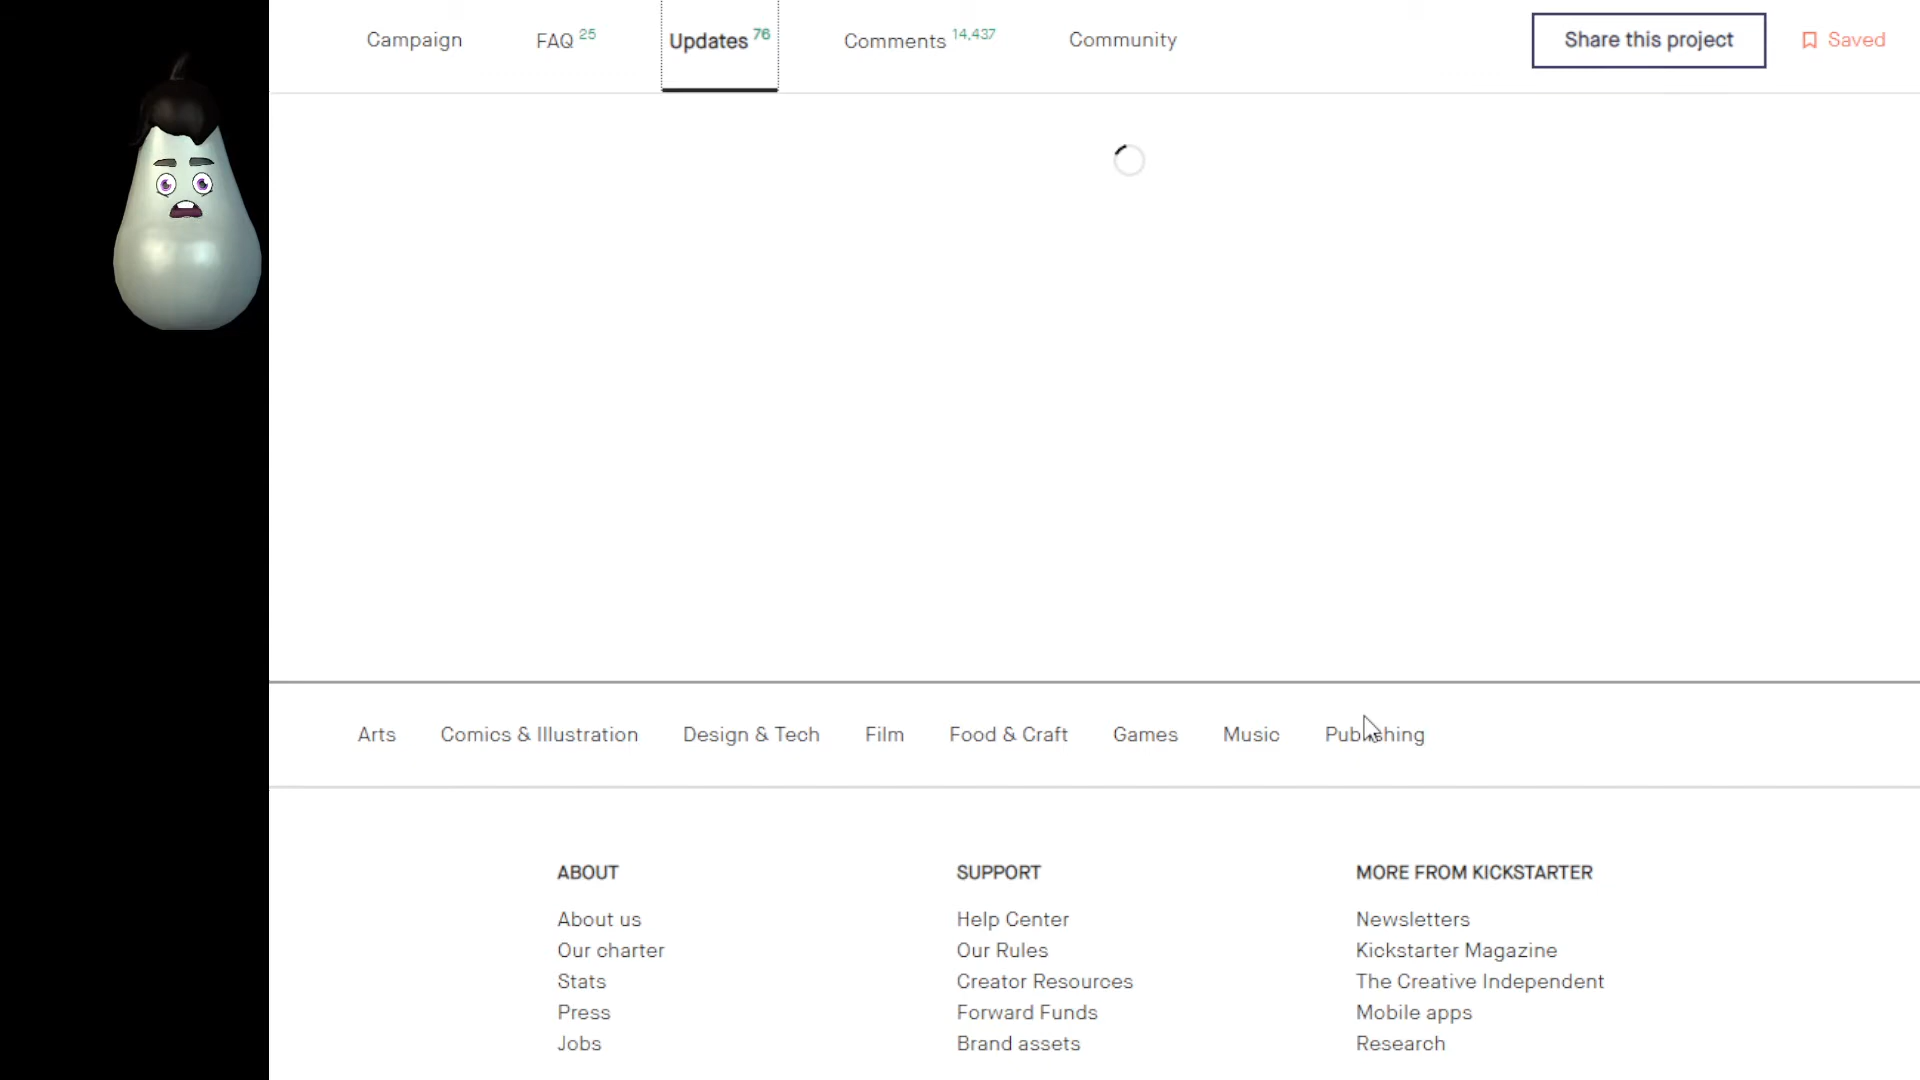 Campaign FAQ 25 Updates 76 Comments 14,437 Community Share this project Saved
Arts Comics & Illustration Design & Tech Film Food & Craft Games Music Publishing
ABOUT SUPPORT MORE FROM KICKSTARTER
About us Help Center Newsletters
Our charter Our Rules Kickstarter Magazine
Stats Creator Resources The Creative Independent
Press Forward Funds Mobile apps
Jobs Brand assets Research